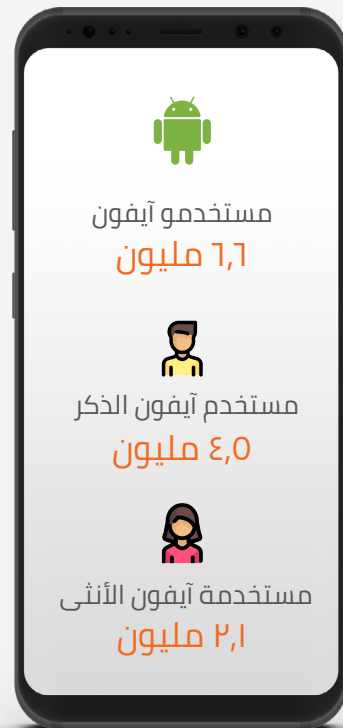 مستخدمو آيفون
٦,٦ مليون
مستخدم آيفون الذكر
٤,٥ مليون
مستخدمة آيفون الأنثى
٢,١ مليون